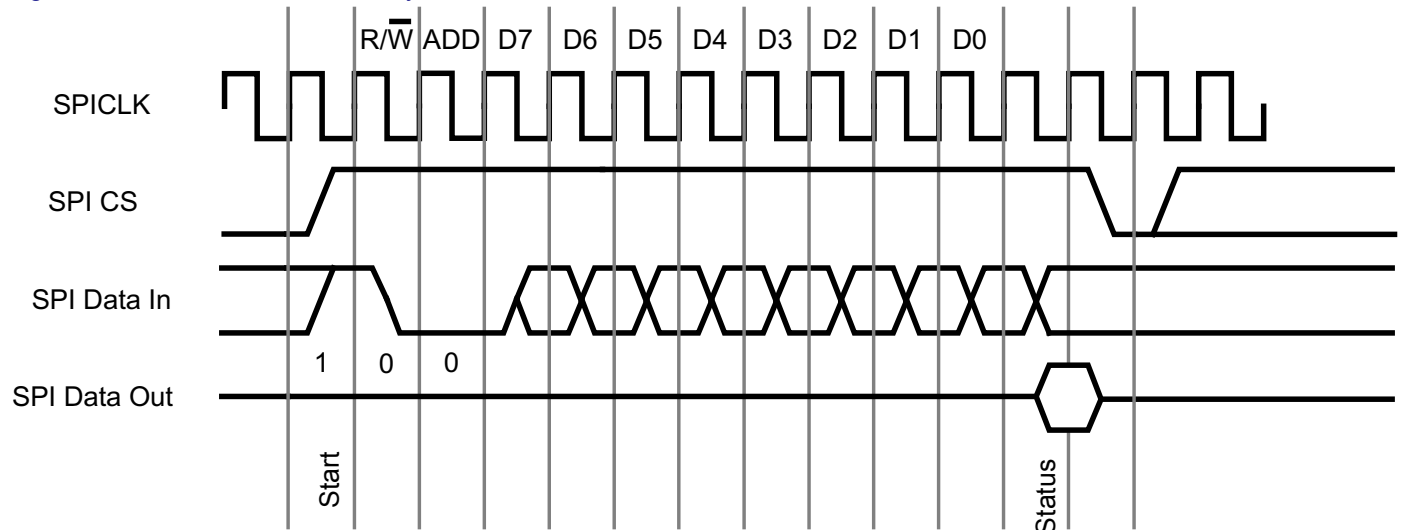 R/W̅ ADD D7 D6 D5 D4 D3 D2 D1 D0
SPICLK
SPI CS
SPI Data In
1 0 0
SPI Data Out
Start
Status